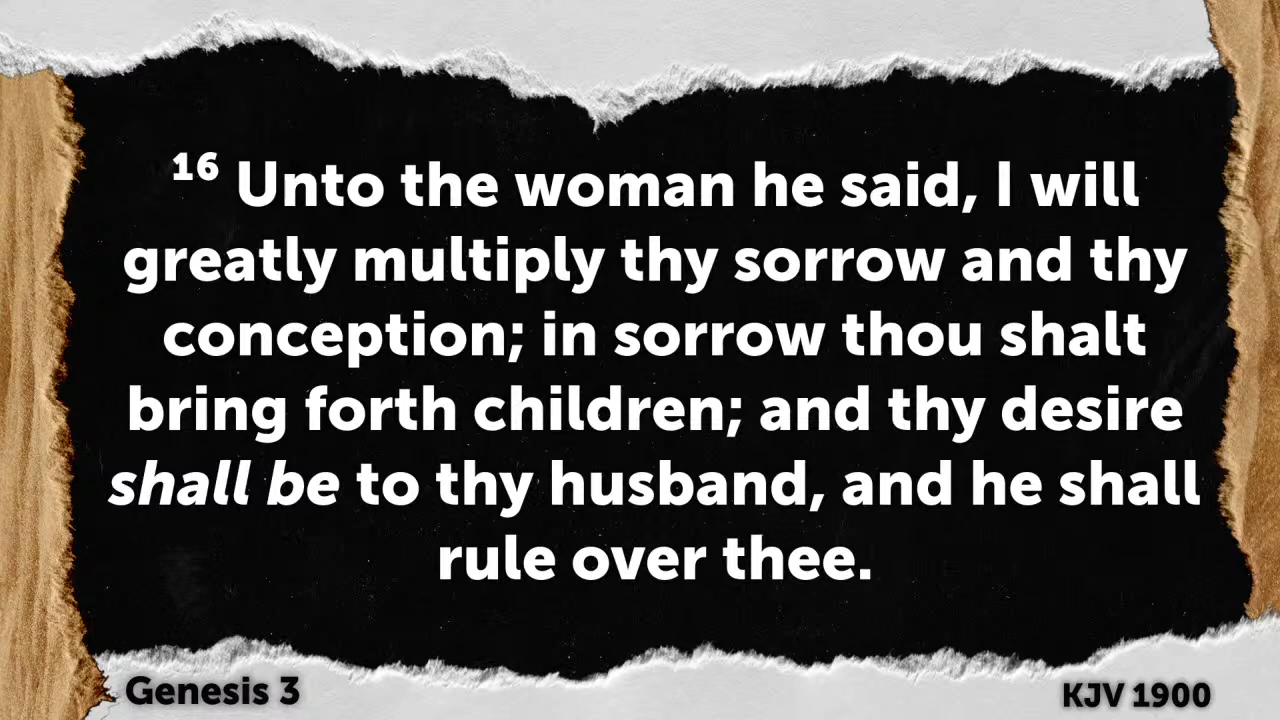 16 Unto the woman he said, I will
greatly multiply thy sorrow and thy
conception; in sorrow thou shalt
bring forth children; and thy desire
shall be to thy husband, and he shall
rule over thee.
Genesis 3
KJV 1900